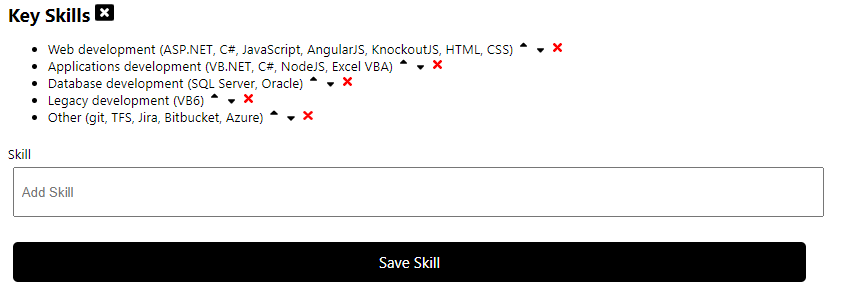 Key Skills
Web development (ASP.NET, C#, JavaScript, AngularJS, KnockoutJS, HTML, CSS)
Applications development (VB.NET, C#, NodeJS, Excel VBA)
Database development (SQL Server, Oracle)
Legacy development (VB6)
Other (git, TFS, Jira, Bitbucket, Azure)
Skill
Add Skill
Save Skill